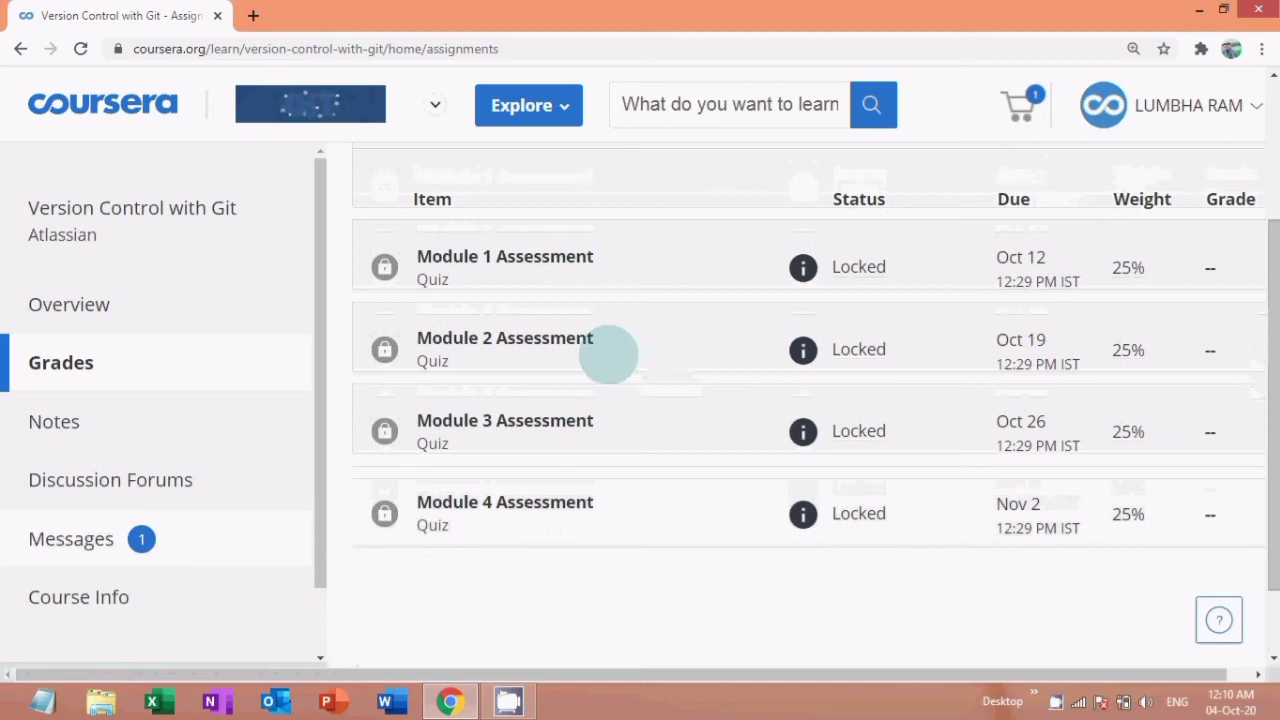 Version Control with Git - Assign
coursera.org/learn/version-control-with-git/home/assignments
coursera
Explore
What do you want to learn
1
LUMBHA RAM
Version Control with Git
Atlassian
Overview
Grades
Notes
Discussion Forums
Messages 1
Course Info
Item Status Due Weight Grade
Module 1 Assessment
Quiz
Locked
Oct 12
12:29 PM IST
25%
--
Module 2 Assessment
Quiz
Locked
Oct 19
12:29 PM IST
25%
--
Module 3 Assessment
Quiz
Locked
Oct 26
12:29 PM IST
25%
--
Module 4 Assessment
Quiz
Locked
Nov 2
12:29 PM IST
25%
--
?
Desktop
ENG
12:10 AM
04-Oct-20